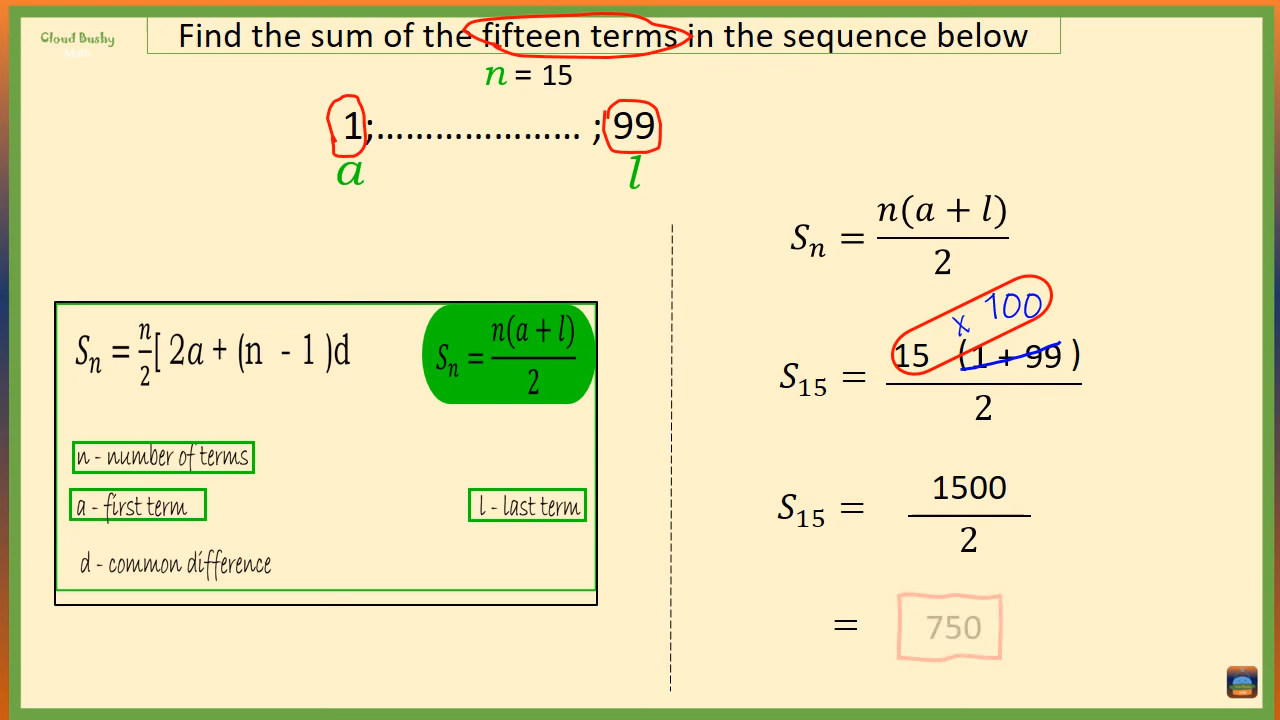 Cloud Bushy
Maths
Find the sum of the fifteen terms in the sequence below
n = 15
1;..................... ; 99
a l
Sₙ = n/2[ 2a + (n - 1 )d
Sₙ = n(a + l)/2
n - number of terms
a - first term
l - last term
d - common difference
Sₙ = n(a + l)/2
x 100
S₁₅ = 15 (1 + 99 )/2
S₁₅ = 1500/2
= 750